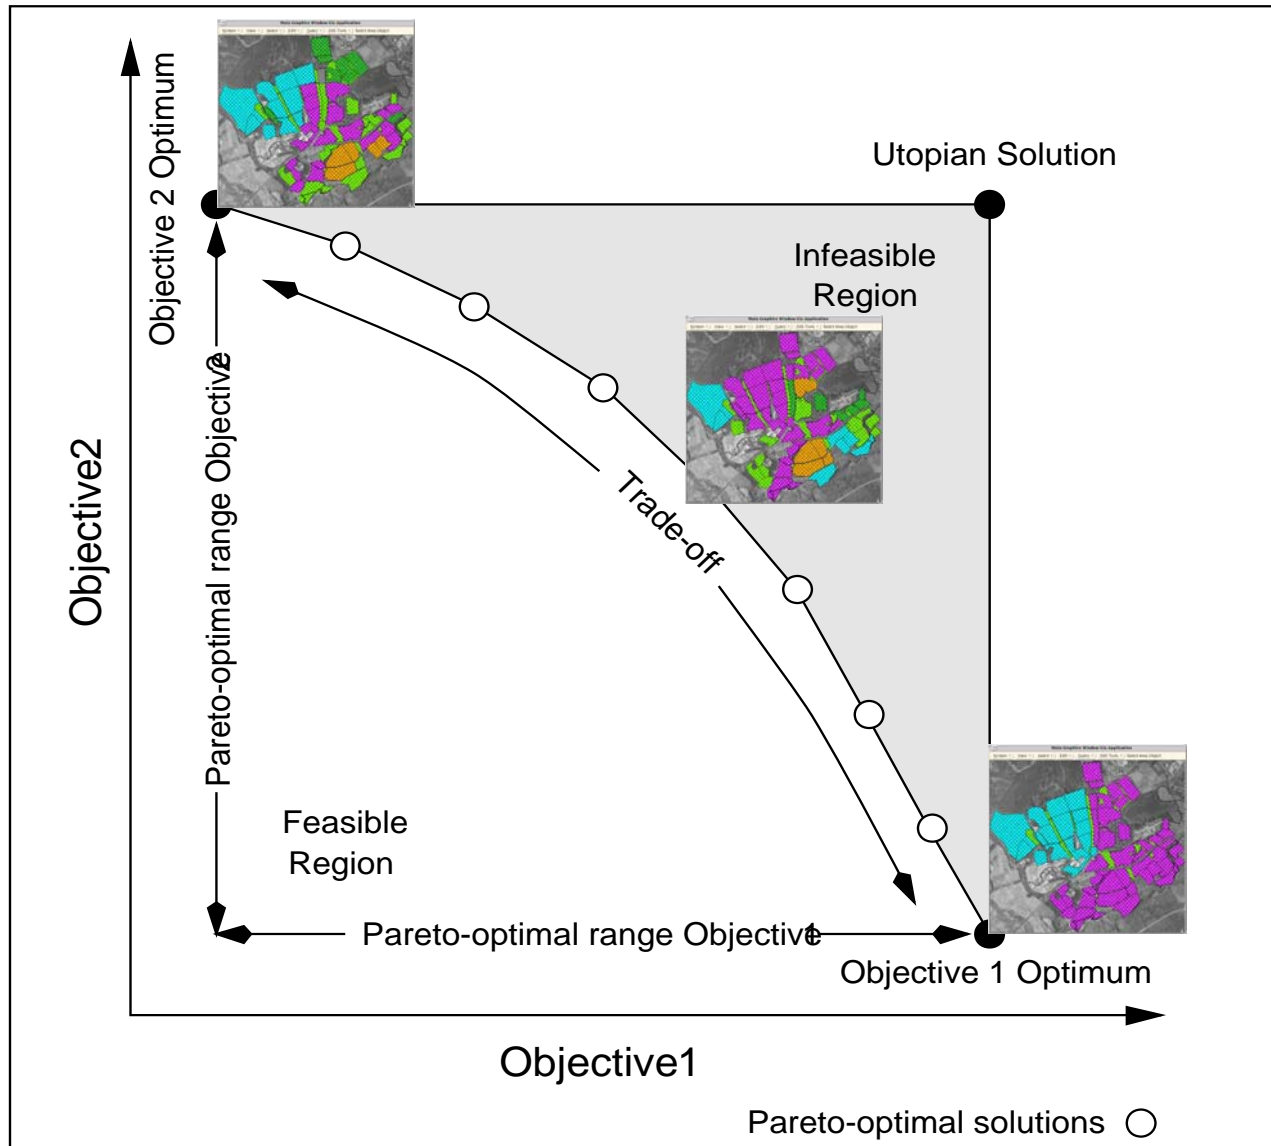 Objective 2 Optimum
Utopian Solution
Infeasible
Region
Pareto-optimal range Objective2
Objective2
Trade-off
Feasible
Region
Pareto-optimal range Objective1
Objective 1 Optimum
Objective1
Pareto-optimal solutions